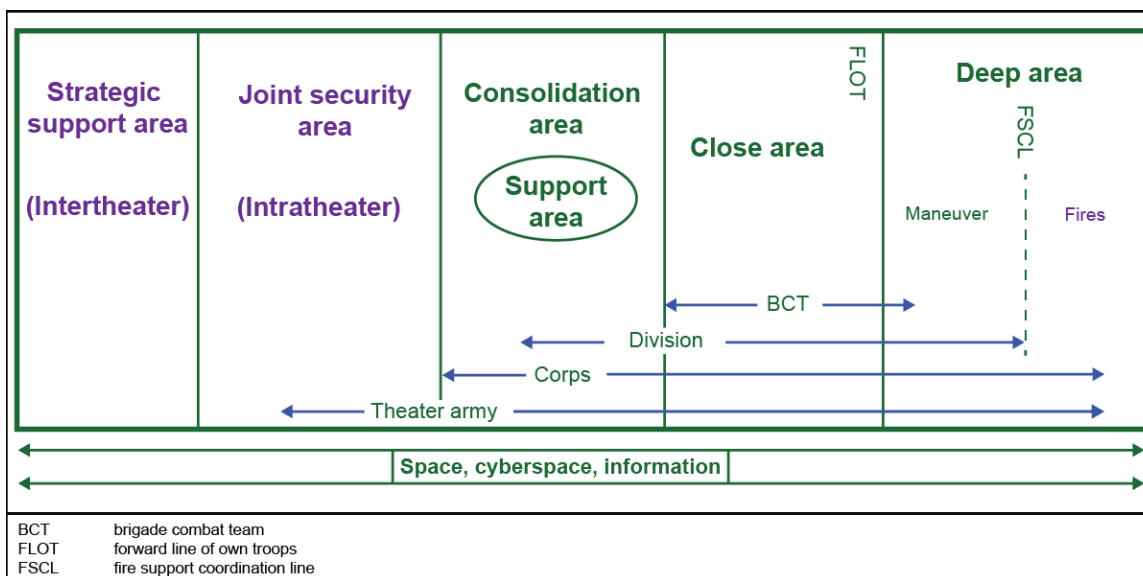 Strategic
support area
(Intertheater)
Joint security
area
(Intratheater)
Consolidation
area
Support
area
Close area
FLOT
Deep area
FSCL
Maneuver
Fires
BCT
Division
Corps
Theater army
Space, cyberspace, information
BCT brigade combat team
FLOT forward line of own troops
FSCL fire support coordination line